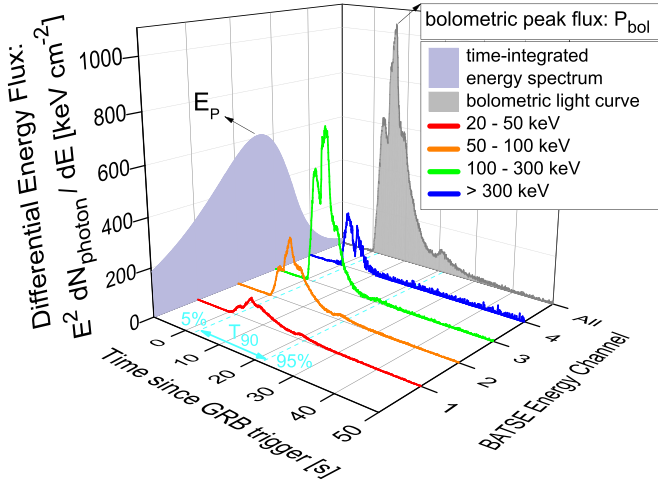 bolometric peak flux: P_bol
time-integrated
energy spectrum
bolometric light curve
20 - 50 keV
50 - 100 keV
100 - 300 keV
> 300 keV
Differential Energy Flux:
E² dN_photon / dE [keV cm⁻²]
1000
800
600
400
200
0
E_P
5%
T_90
95%
0
10
20
30
40
50
Time since GRB trigger [s]
1
2
3
4
All
BATSE Energy Channel